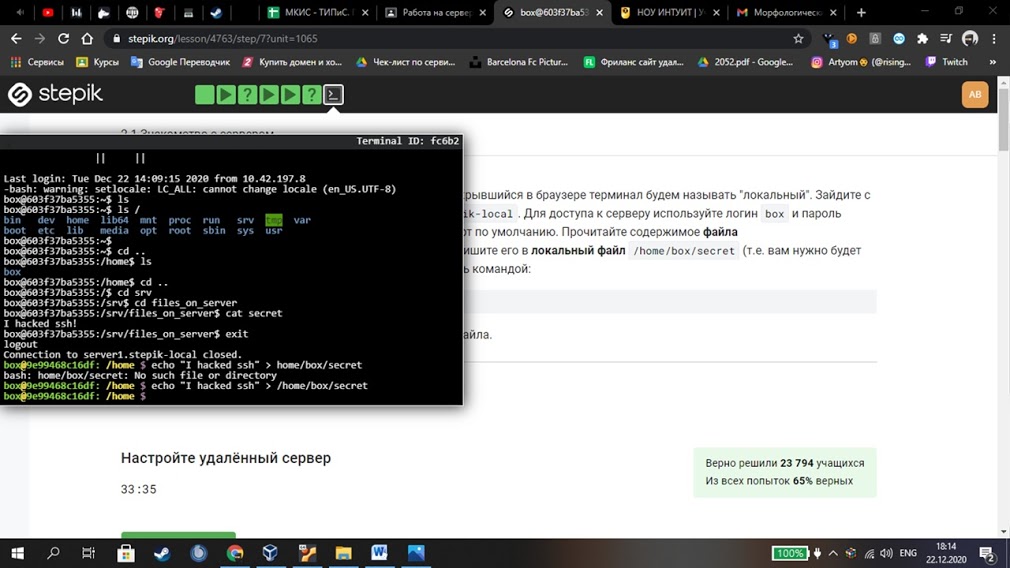 МКИС - ТИПиС. Г
Работа на сервер
box@603f37ba53
НОУ ИНТУИТ | У
Морфологически
stepik.org/lesson/4763/step/7?unit=1065
3
Сервисы
Курсы
Google Переводчик
Купить домен и хо...
Чек-лист по серви...
Barcelona Fc Pictur...
Фриланс сайт удал...
2052.pdf - Google...
Artyom (@rising...
Twitch
»
stepik
AB
2.1 Знакомство с сервером
Terminal ID: fc6b2
|| ||
Last login: Tue Dec 22 14:09:15 2020 from 10.42.197.8
-bash: warning: setlocale: LC_ALL: cannot change locale (en_US.UTF-8)
box@603f37ba5355:~$ ls
box@603f37ba5355:~$ ls /
bin dev home lib64 mnt proc run srv tmp var
boot etc lib media opt root sbin sys usr
box@603f37ba5355:~$
box@603f37ba5355:~$ cd ..
box@603f37ba5355:/home$ ls
box
box@603f37ba5355:/home$ cd ..
box@603f37ba5355:/$ cd srv
box@603f37ba5355:/srv$ cd files_on_server
box@603f37ba5355:/srv/files_on_server$ cat secret
I hacked ssh!
box@603f37ba5355:/srv/files_on_server$ exit
logout
Connection to server1.stepik-local closed.
box@9e99468c16df: /home $ echo "I hacked ssh" > home/box/secret
bash: home/box/secret: No such file or directory
box@9e99468c16df: /home $ echo "I hacked ssh" > /home/box/secret
box@9e99468c16df: /home $
крывшийся в браузере терминал будем называть "локальный". Зайдите с
ik-local . Для доступа к серверу используйте логин box и пароль
рт по умолчанию. Прочитайте содержимое файла
пишите его в локальный файл /home/box/secret (т.е. вам нужно будет
ь командой:
айла.
Настройте удалённый сервер
33:35
Верно решили 23 794 учащихся
Из всех попыток 65% верных
100%
ENG
18:14
22.12.2020
2